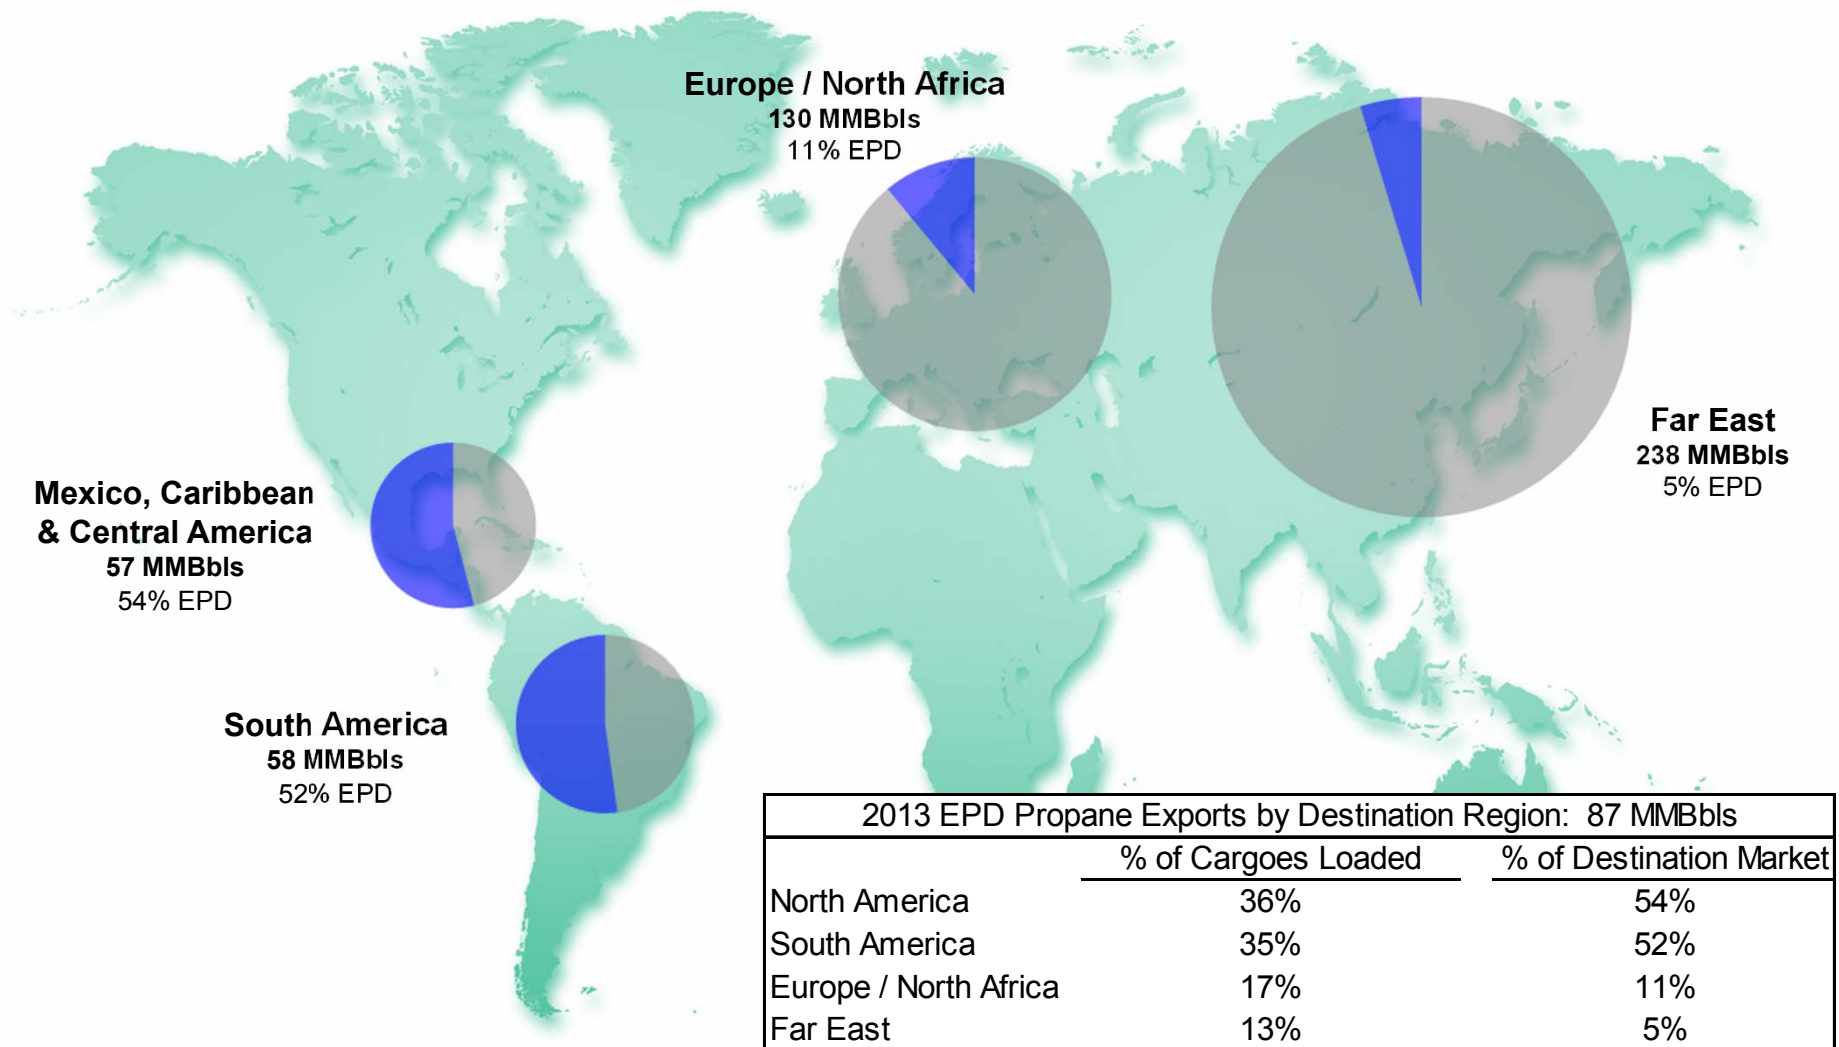 Europe / North Africa
130 MMBbls
11% EPD
Far East
238 MMBbls
5% EPD
Mexico, Caribbean
& Central America
57 MMBbls
54% EPD
South America
58 MMBbls
52% EPD
2013 EPD Propane Exports by Destination Region: 87 MMBbls
% of Cargoes Loaded % of Destination Market
North America 36% 54%
South America 35% 52%
Europe / North Africa 17% 11%
Far East 13% 5%